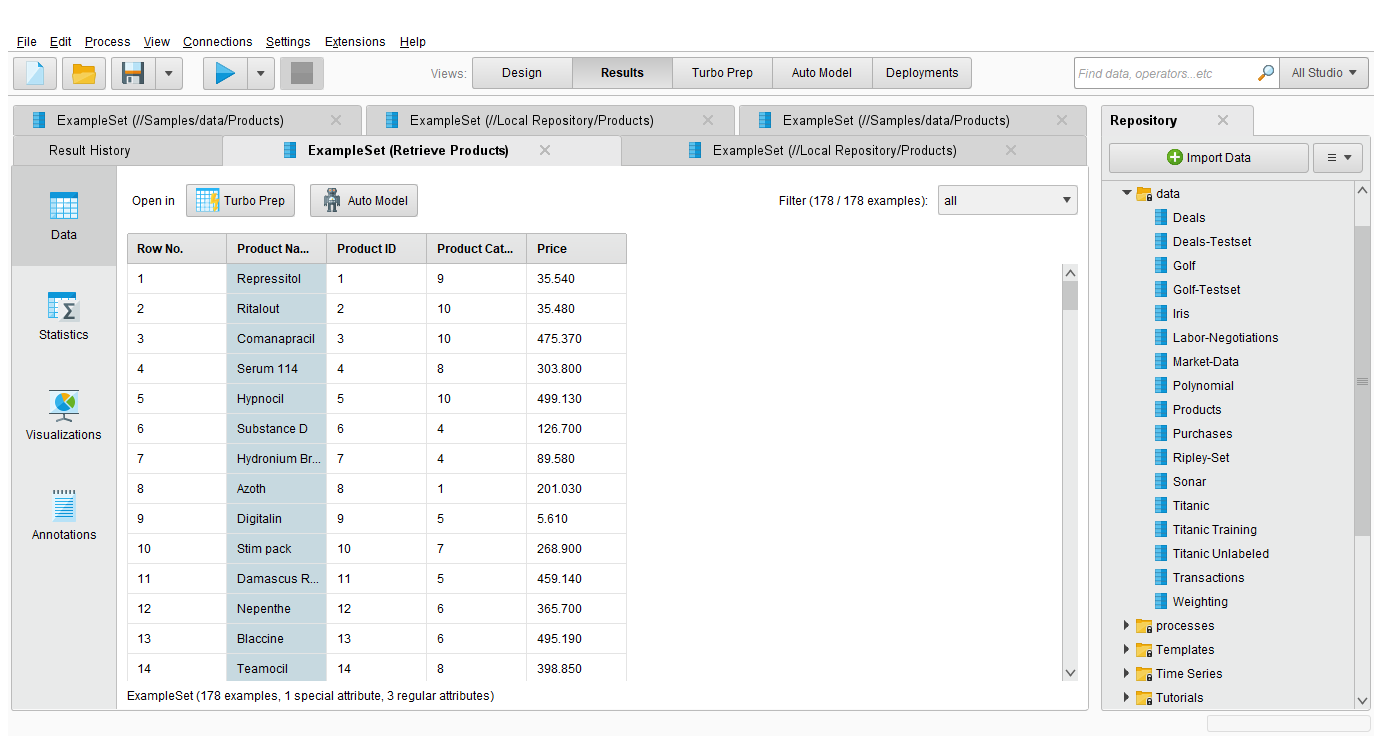 File Edit Process View Connections Settings Extensions Help
Views: Design Results Turbo Prep Auto Model Deployments Find data, operators...etc All Studio
ExampleSet (//Samples/data/Products) ExampleSet (//Local Repository/Products) ExampleSet (//Samples/data/Products)
Result History ExampleSet (Retrieve Products) ExampleSet (//Local Repository/Products)
Data
Statistics
Visualizations
Annotations
Open in Turbo Prep Auto Model Filter (178 / 178 examples): all
Row No. Product Na... Product ID Product Cat... Price
1 Repressitol 1 9 35.540
2 Ritalout 2 10 35.480
3 Comanapracil 3 10 475.370
4 Serum 114 4 8 303.800
5 Hypnocil 5 10 499.130
6 Substance D 6 4 126.700
7 Hydronium Br... 7 4 89.580
8 Azoth 8 1 201.030
9 Digitalin 9 5 5.610
10 Stim pack 10 7 268.900
11 Damascus R... 11 5 459.140
12 Nepenthe 12 6 365.700
13 Blaccine 13 6 495.190
14 Teamocil 14 8 398.850
ExampleSet (178 examples, 1 special attribute, 3 regular attributes)
Repository
Import Data
data
Deals
Deals-Testset
Golf
Golf-Testset
Iris
Labor-Negotiations
Market-Data
Polynomial
Products
Purchases
Ripley-Set
Sonar
Titanic
Titanic Training
Titanic Unlabeled
Transactions
Weighting
processes
Templates
Time Series
Tutorials